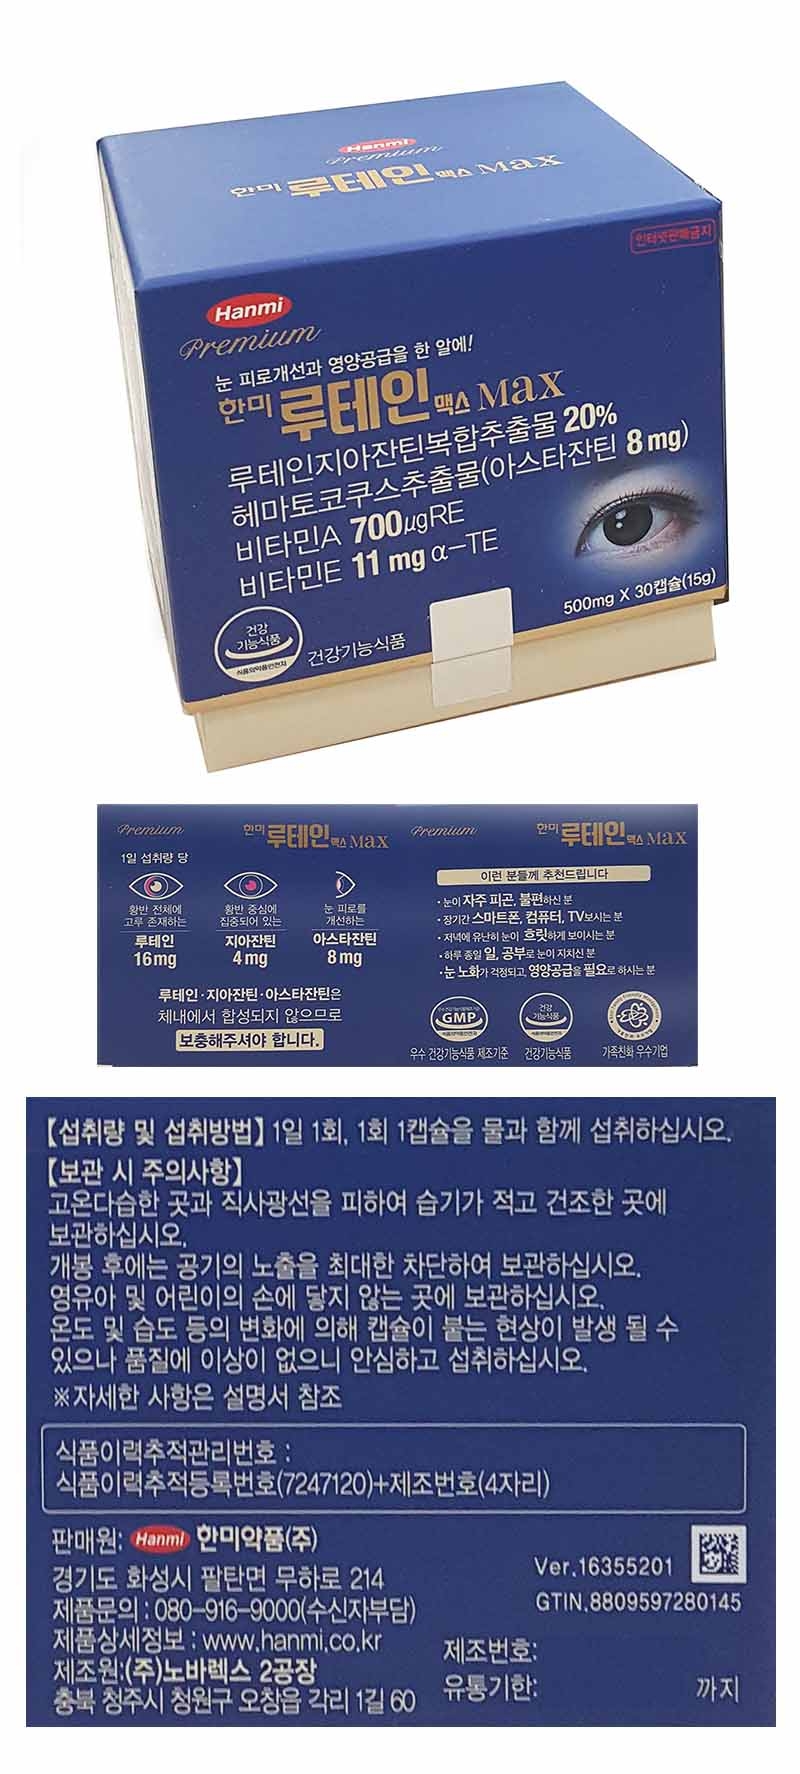 Hanmi
Premium
한미 루테인 맥스 Max
인터넷판매금지
Hanmi
Premium
눈 피로개선과 영양공급을 한 알에!
한미 루테인 맥스 Max
루테인지아잔틴복합추출물 20%
헤마토코쿠스추출물(아스타잔틴 8 mg)
비타민A 700μgRE
비타민E 11 mg α-TE
500mg X 30캡슐(15g)
건강
기능식품
식품의약품안전처
건강기능식품
Premium
한미 루테인 맥스 Max
1일 섭취량 당
황반 전체에
고루 존재하는
루테인
16mg
황반 중심에
집중되어 있는
지아잔틴
4mg
눈 피로를
개선하는
아스타잔틴
8mg
루테인·지아잔틴·아스타잔틴은
체내에서 합성되지 않으므로
보충해주셔야 합니다.
Premium
한미 루테인 맥스 Max
이런 분들께 추천드립니다
·눈이 자주 피곤, 불편하신 분
·장기간 스마트폰, 컴퓨터, TV보시는 분
·저녁에 유난히 눈이 흐릿하게 보이시는 분
·하루 종일 일, 공부로 눈이 지치신 분
·눈 노화가 걱정되고, 영양공급을 필요로 하시는 분
GMP
우수 건강기능식품 제조기준
건강
기능식품
건강기능식품
가족친화 우수기업
【섭취량 및 섭취방법】 1일 1회, 1회 1캡슐을 물과 함께 섭취하십시오.
【보관 시 주의사항】
고온다습한 곳과 직사광선을 피하여 습기가 적고 건조한 곳에
보관하십시오.
개봉 후에는 공기의 노출을 최대한 차단하여 보관하십시오.
영유아 및 어린이의 손에 닿지 않는 곳에 보관하십시오.
온도 및 습도 등의 변화에 의해 캡슐이 붙는 현상이 발생 될 수
있으나 품질에 이상이 없으니 안심하고 섭취하십시오.
※자세한 사항은 설명서 참조
식품이력추적관리번호 :
식품이력추적등록번호(7247120)+제조번호(4자리)
판매원: Hanmi 한미약품(주)
경기도 화성시 팔탄면 무하로 214
제품문의 : 080-916-9000(수신자부담)
제품상세정보 : www.hanmi.co.kr
제조원:(주)노바렉스 2공장
충북 청주시 청원구 오창읍 각리 1길 60
Ver.16355201
GTIN.8809597280145
제조번호:
유통기한: 까지